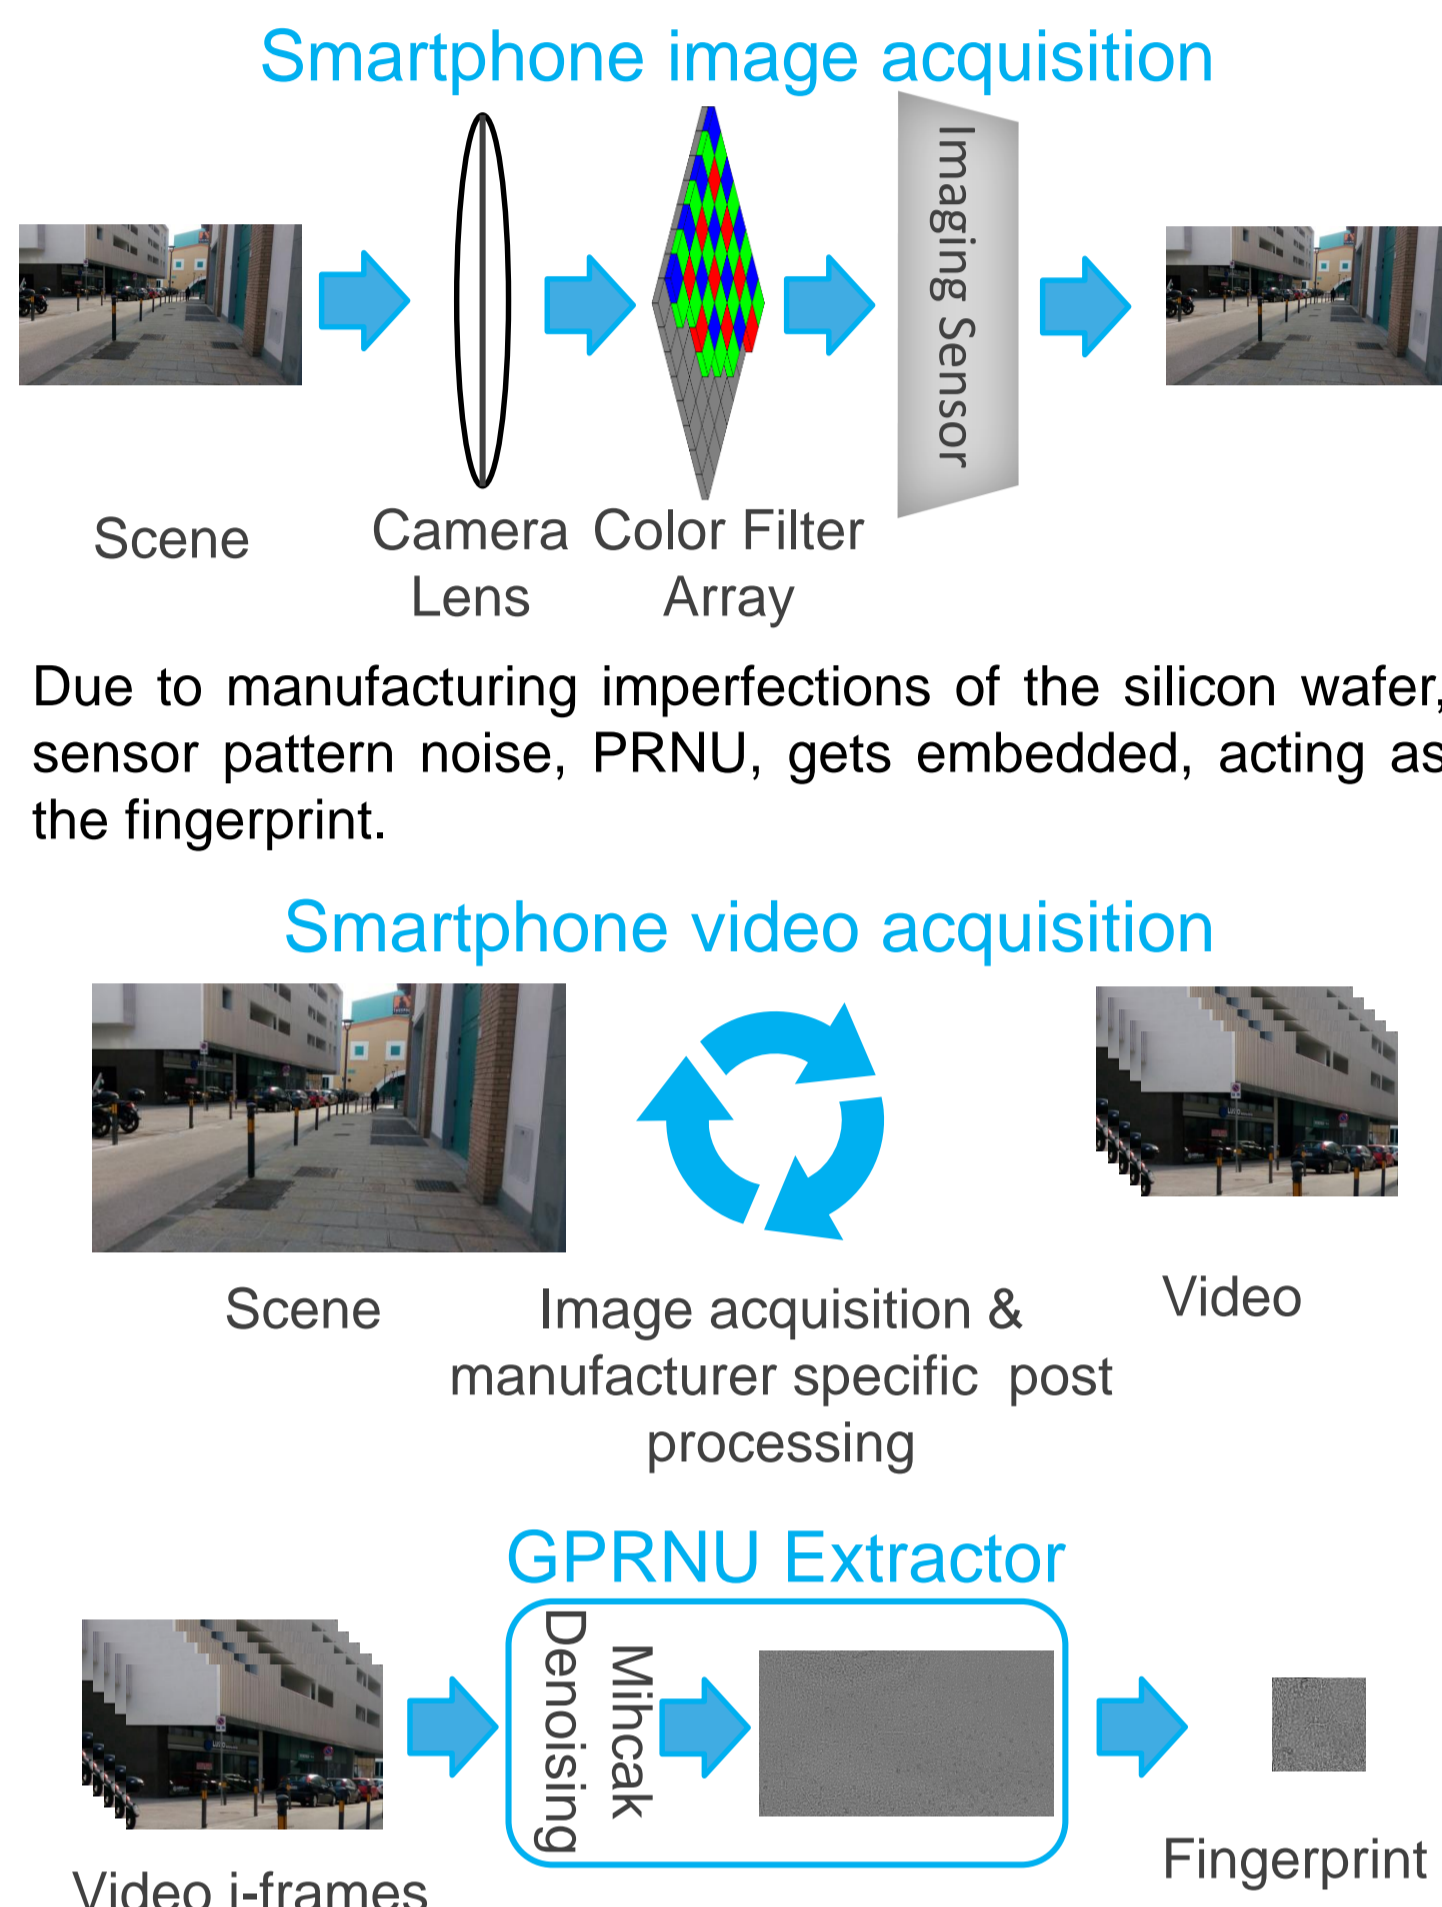 Smartphone image acquisition
Imaging Sensor
Scene
Camera
Lens
Color Filter
Array
Due to manufacturing imperfections of the silicon wafer,
sensor pattern noise, PRNU, gets embedded, acting as
the fingerprint.
Smartphone video acquisition
Scene
Image acquisition &
manufacturer specific post
processing
Video
GPRNU Extractor
Mihcak
Denoising
Video i-frames
Fingerprint